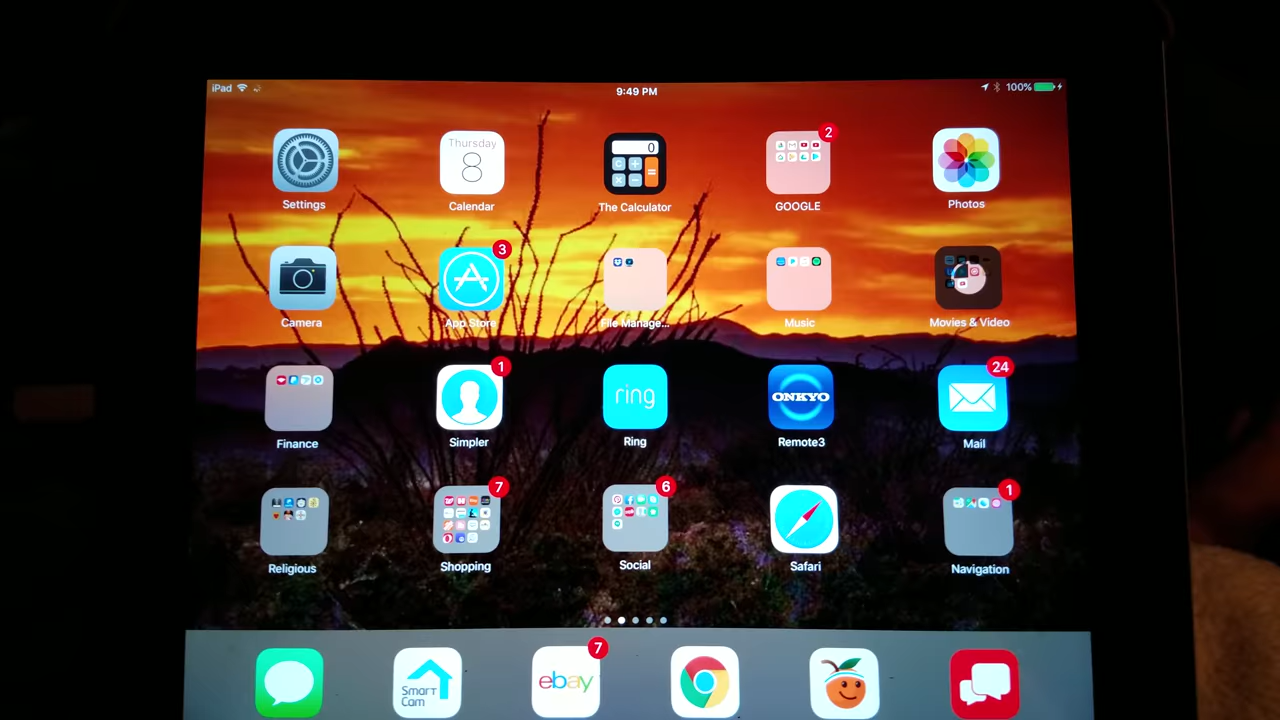 iPad
9:49 PM
100%
Thursday
8
0
2
Settings
Calendar
The Calculator
GOOGLE
Photos
3
Camera
App Store
File Manage...
Music
Movies & Video
1
ring
ONKYO
24
Finance
Simpler
Ring
Remote3
Mail
7
6
1
Religious
Shopping
Social
Safari
Navigation
7
Smart
Cam
ebay